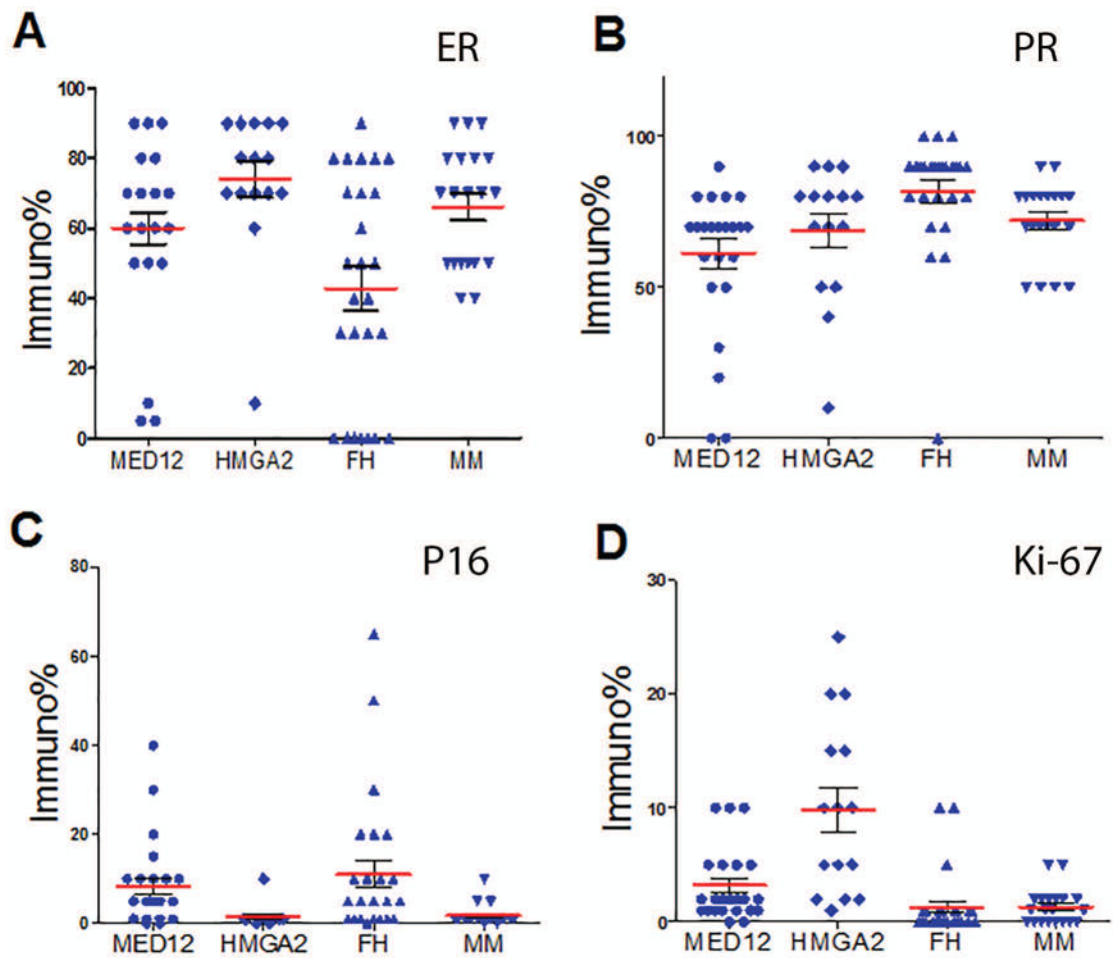 A
ER
Immuno%
100
80
60
40
20
0
MED12 HMGA2 FH MM
B
PR
Immuno%
100
50
0
MED12 HMGA2 FH MM
C
P16
Immuno%
80
60
40
20
0
MED12 HMGA2 FH MM
D
Ki-67
Immuno%
30
20
10
0
MED12 HMGA2 FH MM